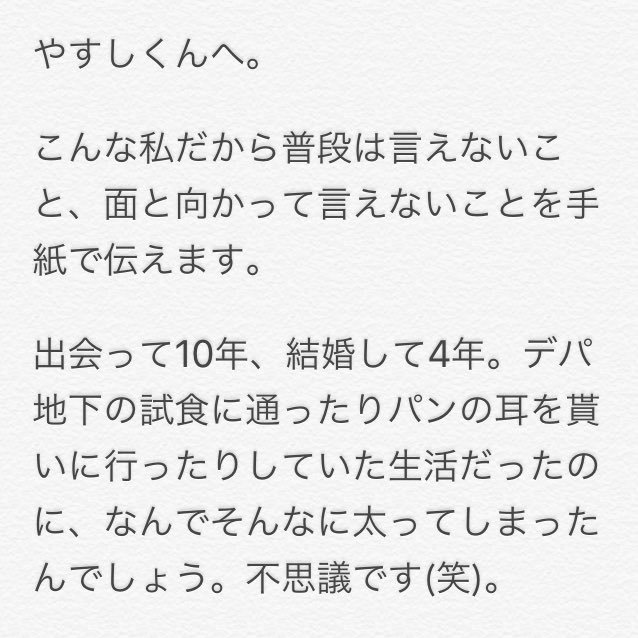 やすしくんへ。
こんな私だから普段は言えないこ
と、面と向かって言えないことを手
紙で伝えます。
出会って10年、結婚して4年。デパ
地下の試食に通ったりパンの耳を貰
いに行ったりしていた生活だったの
に、なんでそんなに太ってしまった
んでしょう。不思議です(笑)。